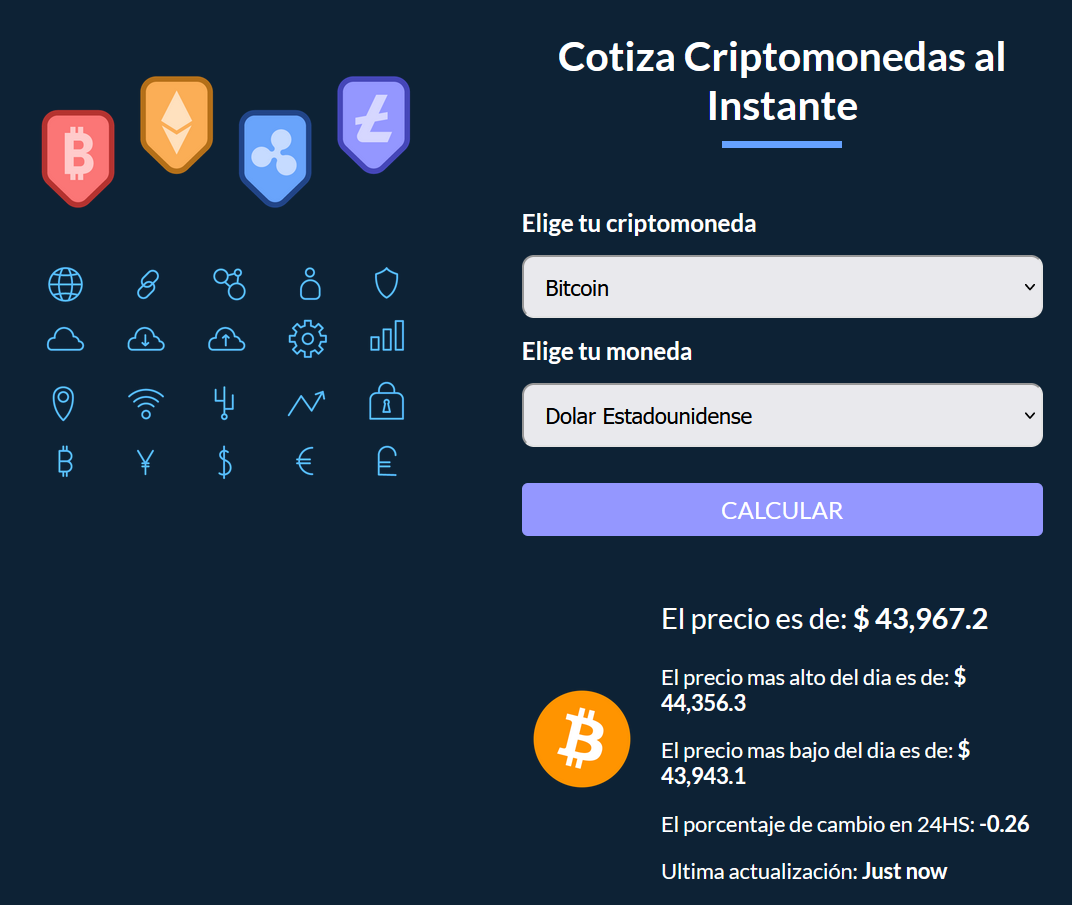 Cotiza Criptomonedas al
Instante
Elige tu criptomoneda
Bitcoin
Elige tu moneda
Dolar Estadounidense
CALCULAR
El precio es de: $ 43,967.2
El precio mas alto del dia es de: $
44,356.3
El precio mas bajo del dia es de: $
43,943.1
El porcentaje de cambio en 24HS: -0.26
Ultima actualización: Just now